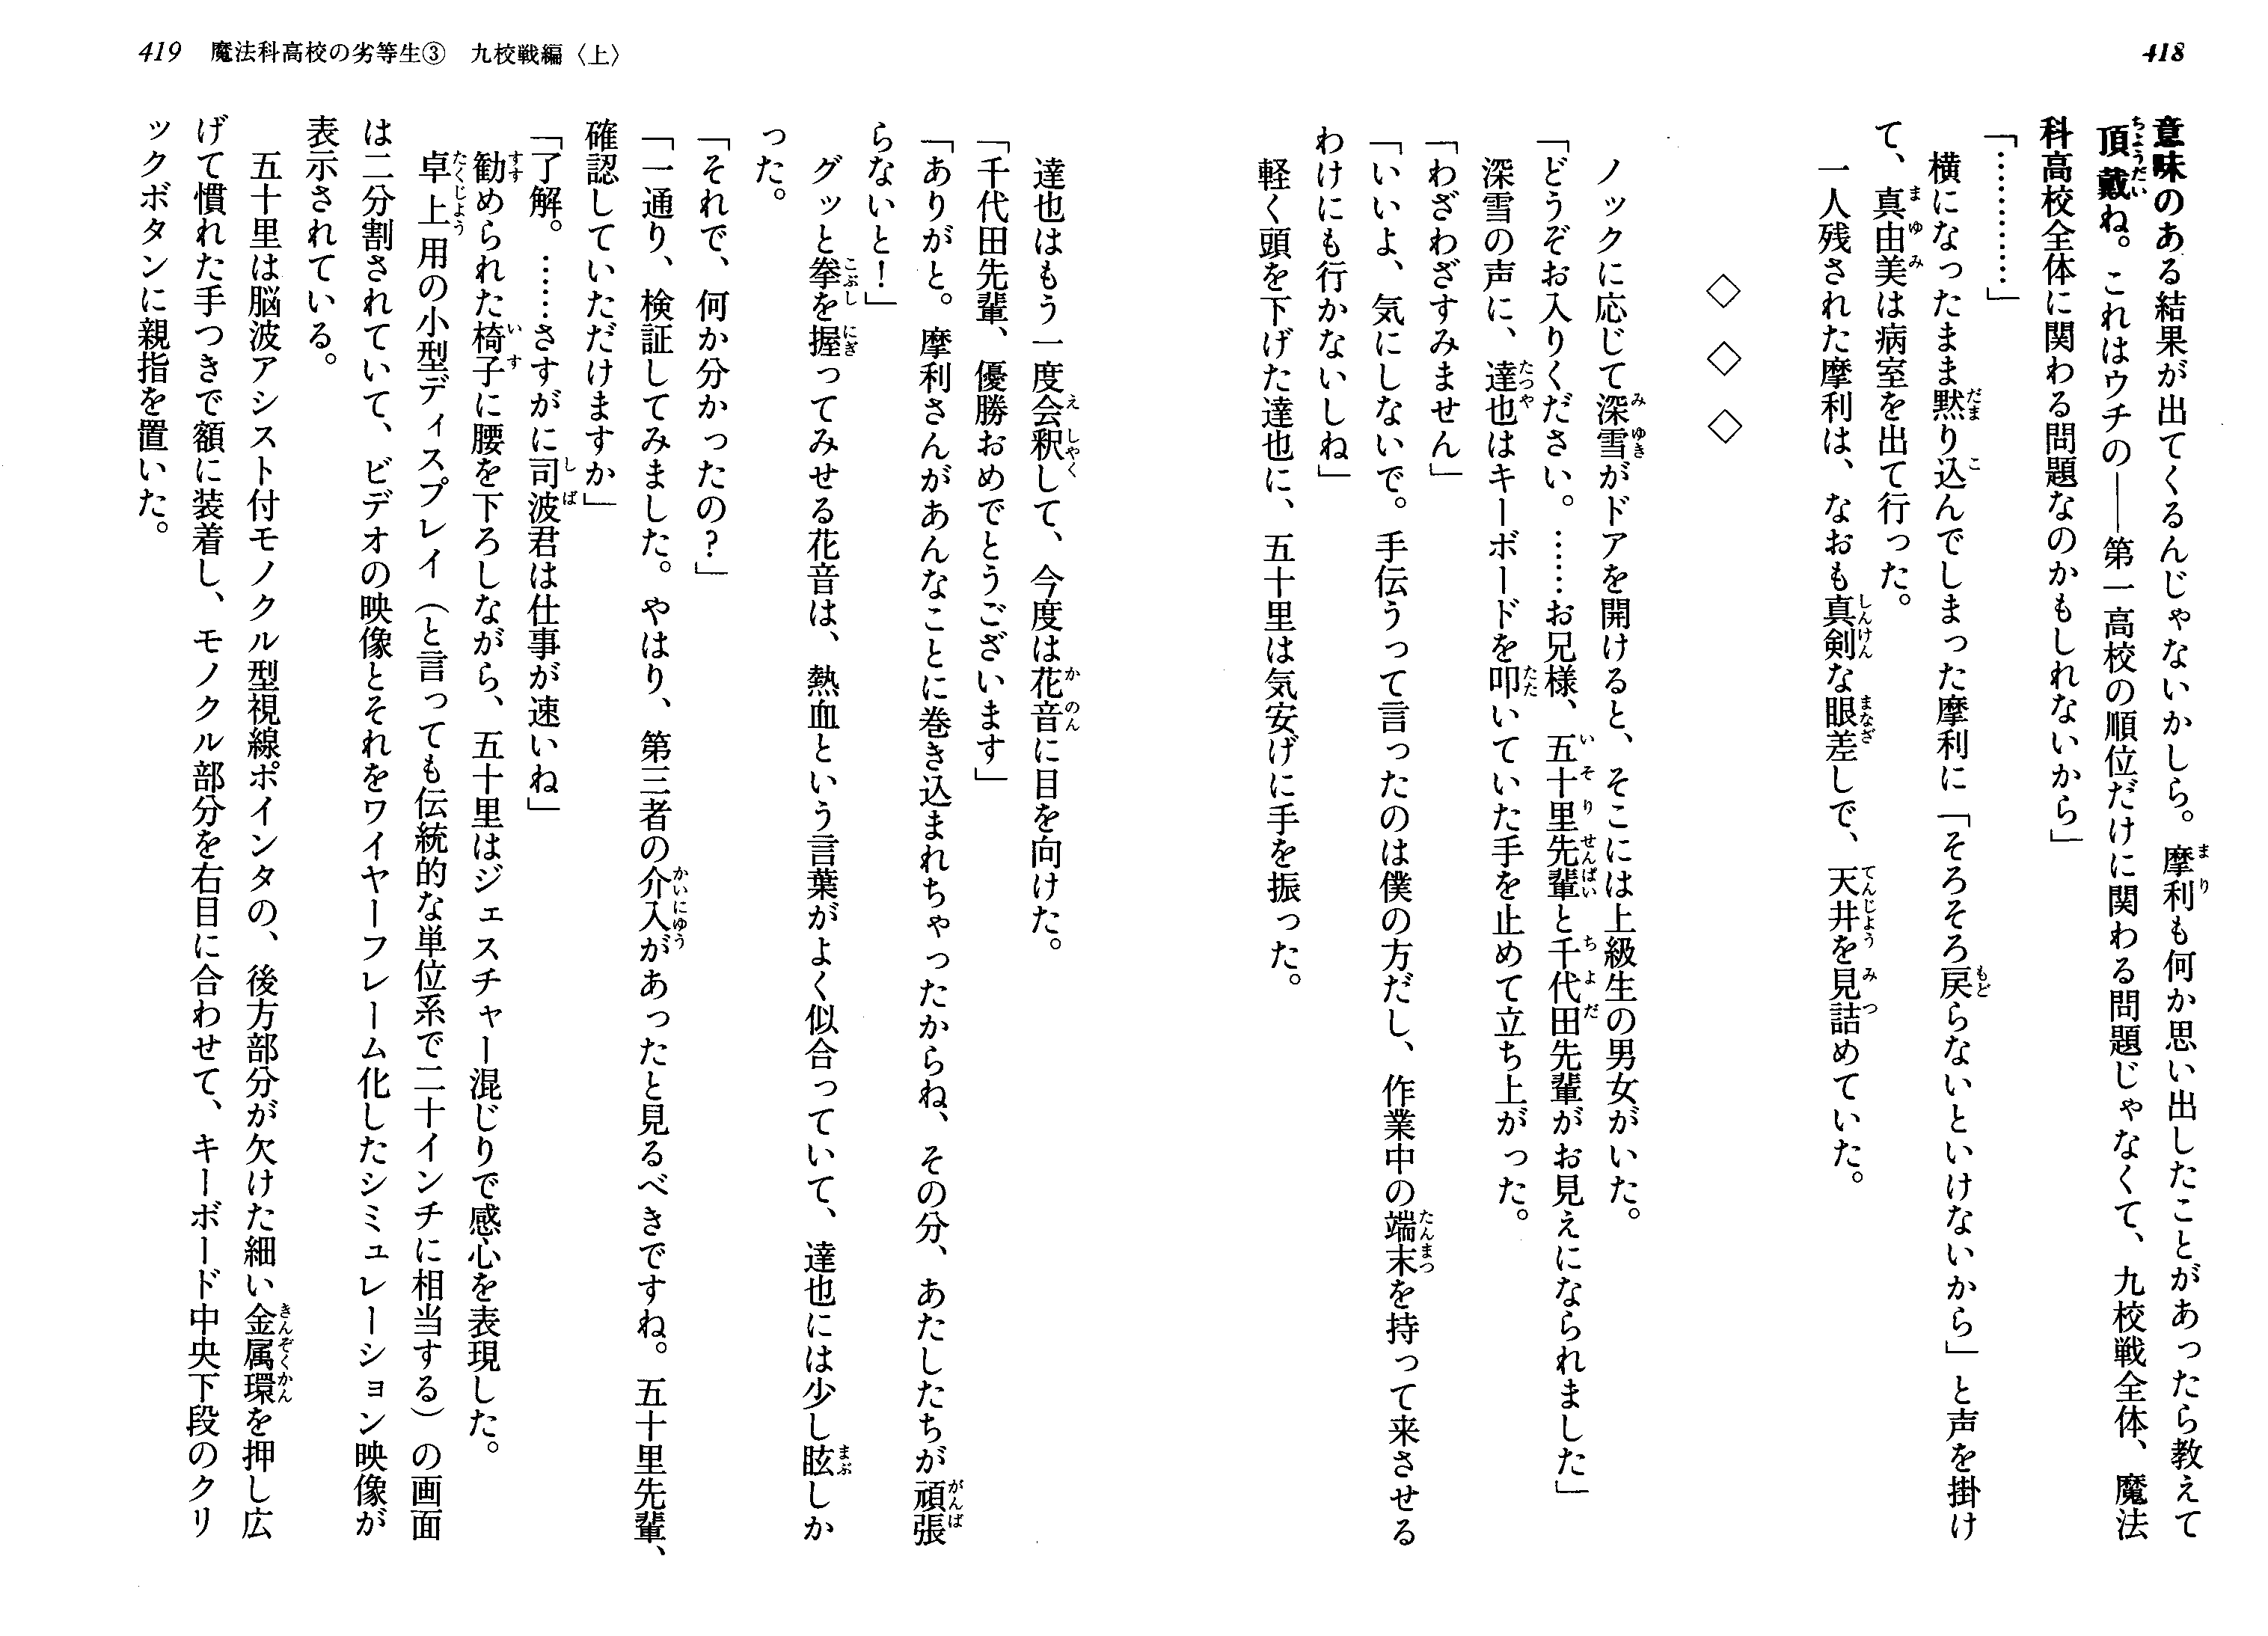 418
意味のある結果が出てくるんじゃないかしら。摩利も何か思い出したことがあったら教えて
頂戴ね。これはウチの――第一高校の順位だけに関わる問題じゃなくて、九校戦全体、魔法
科高校全体に関わる問題なのかもしれないから」
「…………」
横になったまま黙り込んでしまった摩利に「そろそろ戻らないといけないから」と声を掛け
て、真由美は病室を出て行った。
一人残された摩利は、なおも真剣な眼差しで、天井を見詰めていた。
◇ ◇ ◇
ノックに応じて深雪がドアを開けると、そこには上級生の男女がいた。
「どうぞお入りください。……お兄様、五十里先輩と千代田先輩がお見えになられました」
深雪の声に、達也はキーボードを叩いていた手を止めて立ち上がった。
「わざわざすみません」
「いいよ、気にしないで。手伝うって言ったのは僕の方だし、作業中の端末を持って来させる
わけにも行かないしね」
軽く頭を下げた達也に、五十里は気安げに手を振った。
419 魔法科高校の劣等生③ 九校戦編〈上〉
達也はもう一度会釈して、今度は花音に目を向けた。
「千代田先輩、優勝おめでとうございます」
「ありがと。摩利さんがあんなことに巻き込まれちゃったからね、その分、あたしたちが頑張
らないと!」
グッと拳を握ってみせる花音は、熱血という言葉がよく似合っていて、達也には少し眩しか
った。
「それで、何か分かったの?」
「一通り、検証してみました。やはり、第三者の介入があったと見るべきですね。五十里先輩、
確認していただけますか」
「了解。……さすがに司波君は仕事が速いね」
勧められた椅子に腰を下ろしながら、五十里はジェスチャー混じりで感心を表現した。
卓上用の小型ディスプレイ（と言っても伝統的な単位系で二十インチに相当する）の画面
は二分割されていて、ビデオの映像とそれをワイヤーフレーム化したシミュレーション映像が
表示されている。
五十里は脳波アシスト付モノクル型視線ポインタの、後方部分が欠けた細い金属環を押し広
げて慣れた手つきで額に装着し、モノクル部分を右目に合わせて、キーボード中央下段のクリ
ックボタンに親指を置いた。